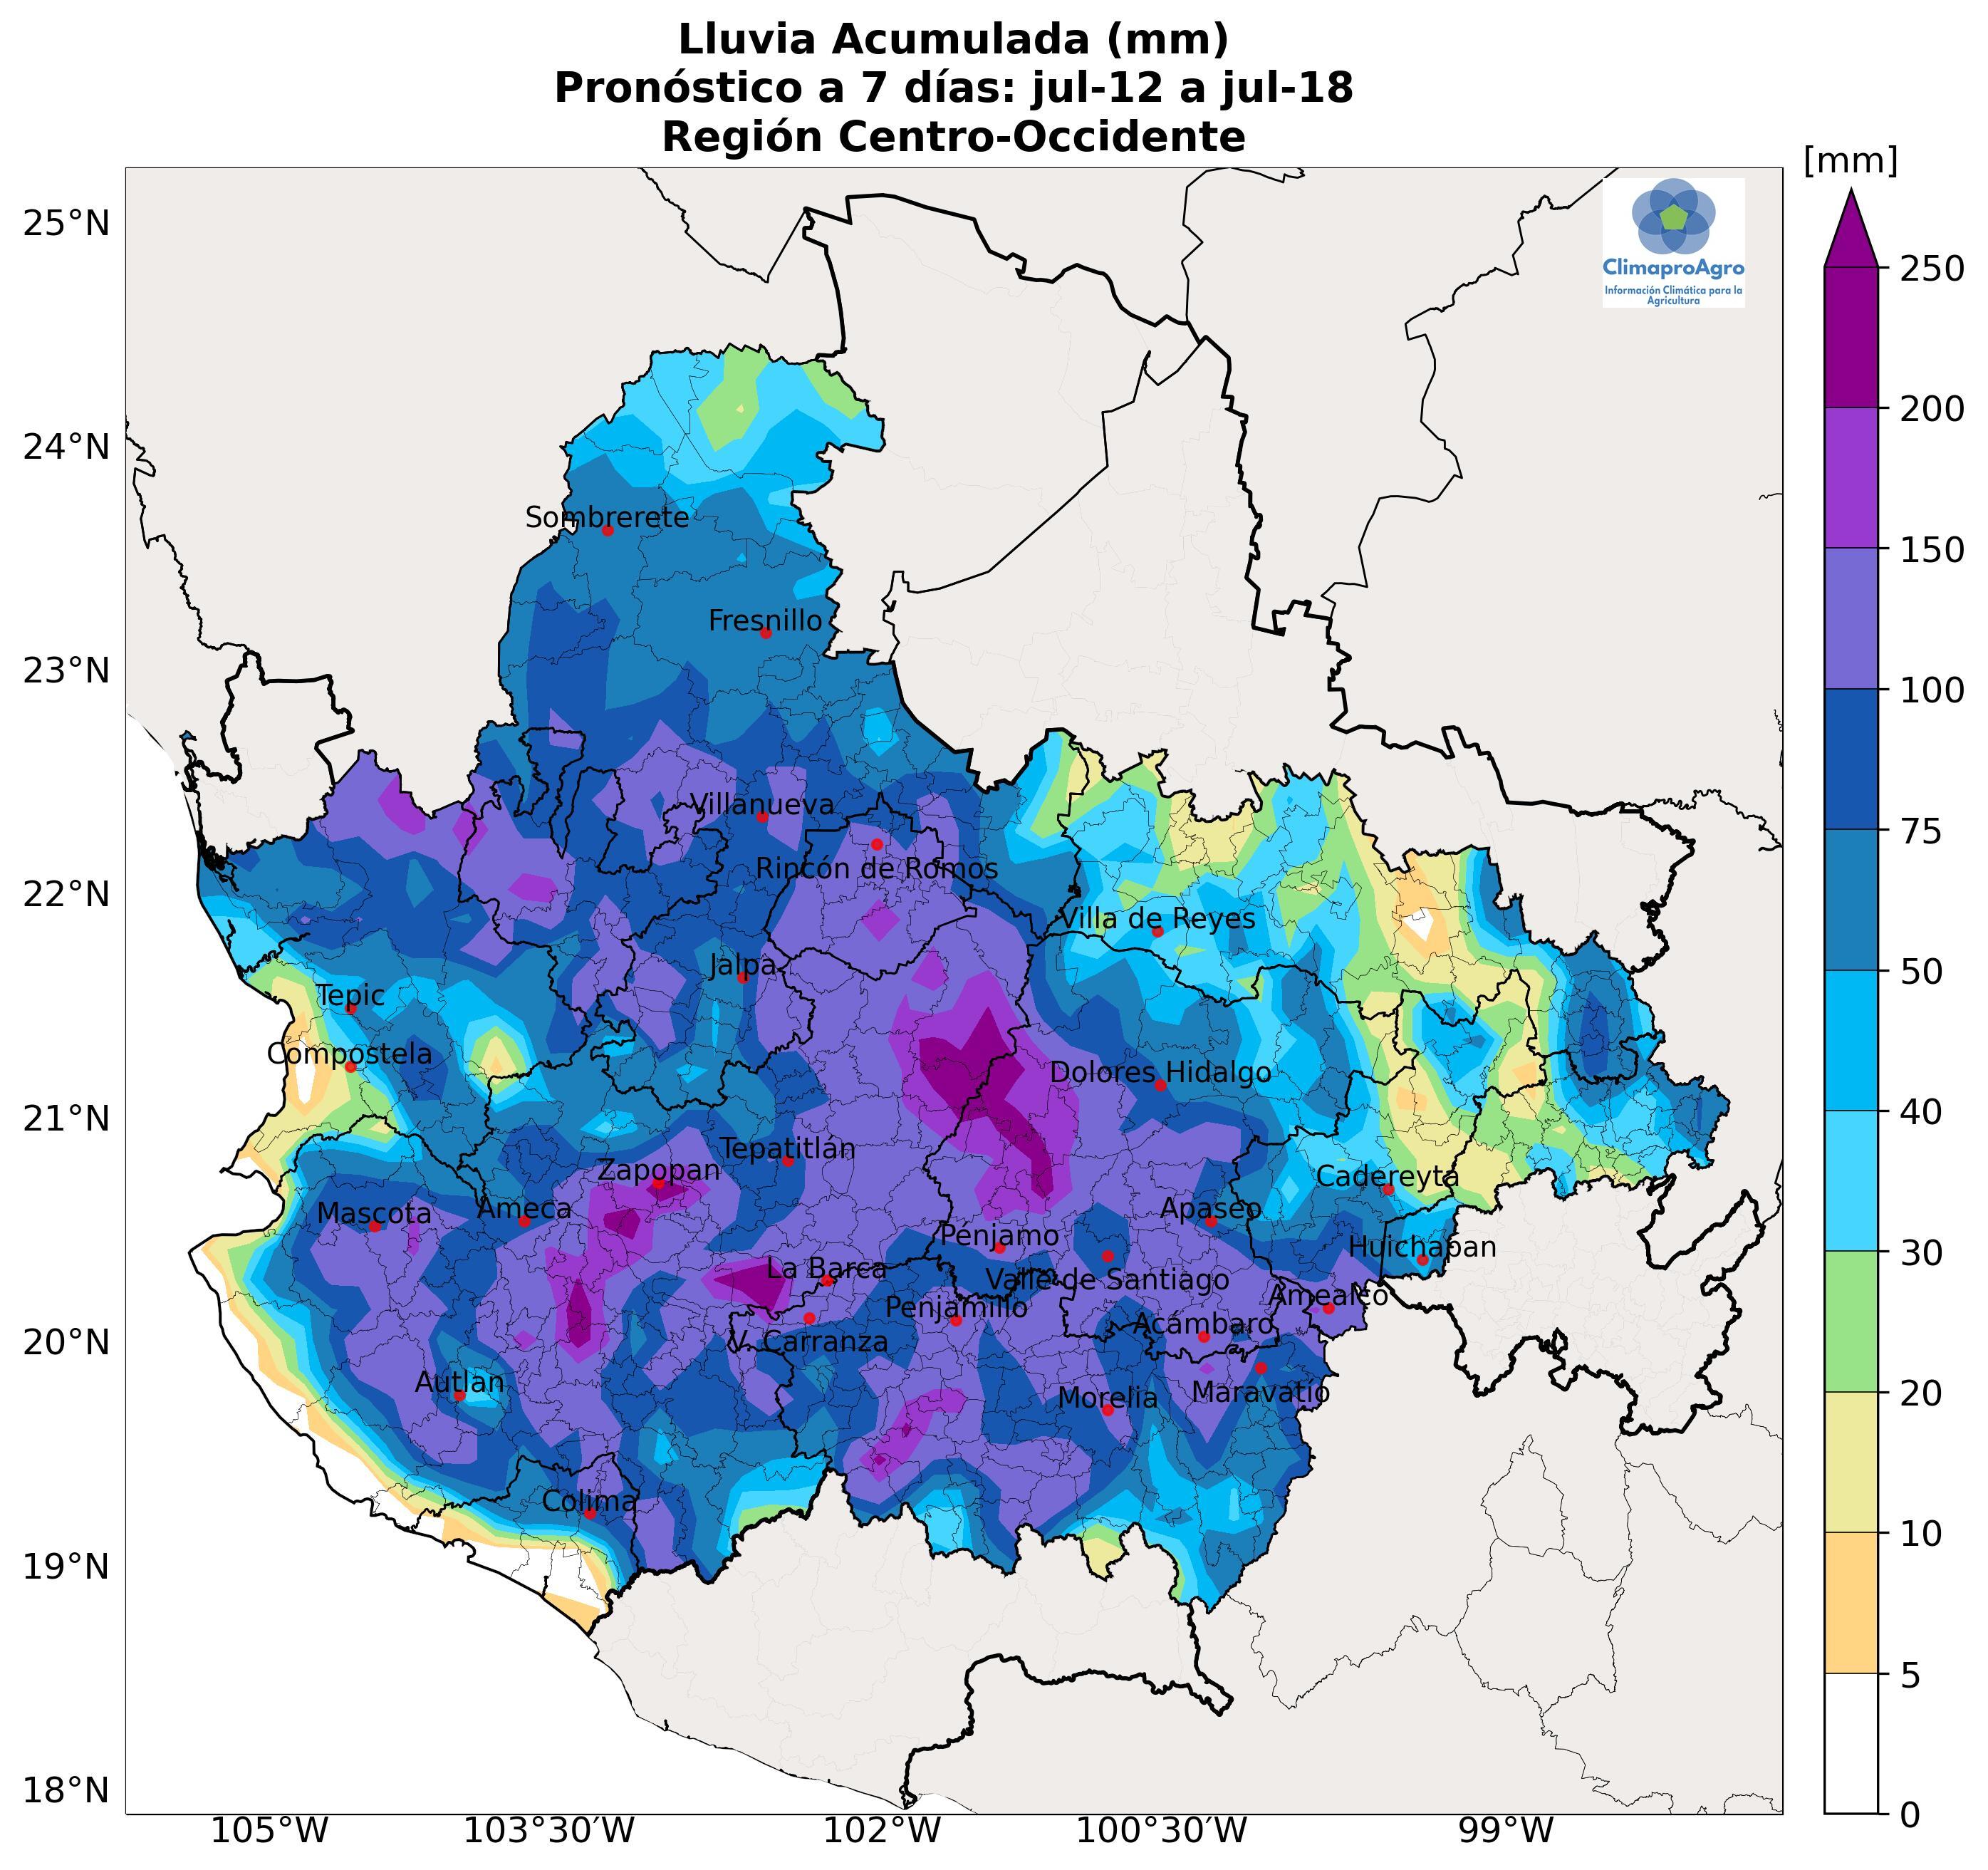 Lluvia Acumulada (mm)
Pronóstico a 7 días: jul-12 a jul-18
Región Centro-Occidente
[mm]
ClimaproAgro
Información Climática para la
Agricultura
25°N
24°N
23°N
22°N
21°N
20°N
19°N
18°N
Sombrerete
Fresnillo
Villanueva
Rincón de Romos
Villa de Reyes
Jalpa
Tepic
Compostela
Dolores Hidalgo
Tepatitlán
Zapopan
Cadereyta
Mascota
Ameca
Apaseo
Pénjamo
Huichapan
La Barca
Valle de Santiago
Amealco
Penjamillo
Acámbaro
V. Carranza
Autlan
Morelia
Maravatio
Colima
105°W
103°30'W
102°W
100°30'W
99°W
250
200
150
100
75
50
40
30
20
10
5
0